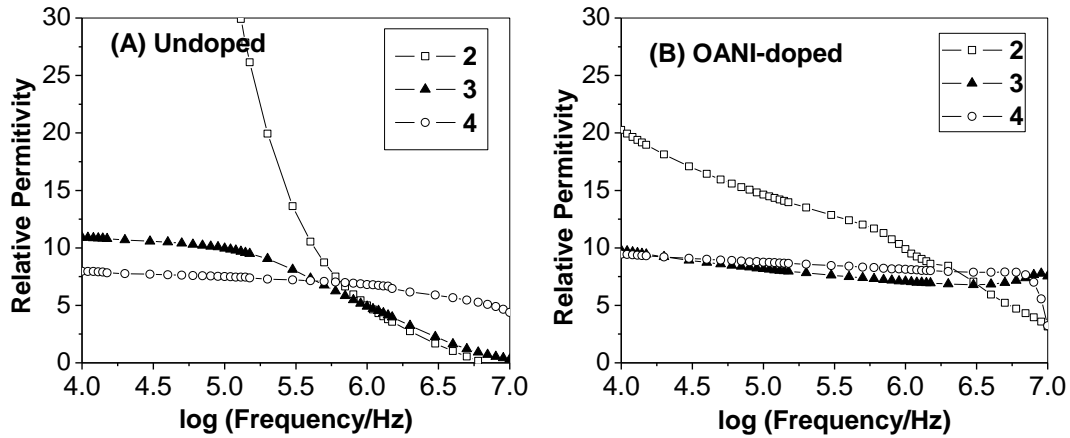 (A) Undoped
2
3
4
30
25
20
15
10
5
0
Relative Permitivity
4.0 4.5 5.0 5.5 6.0 6.5 7.0
log (Frequency/Hz)
(B) OANI-doped
2
3
4
30
25
20
15
10
5
0
Relative Permitivity
4.0 4.5 5.0 5.5 6.0 6.5 7.0
log (Frequency/Hz)